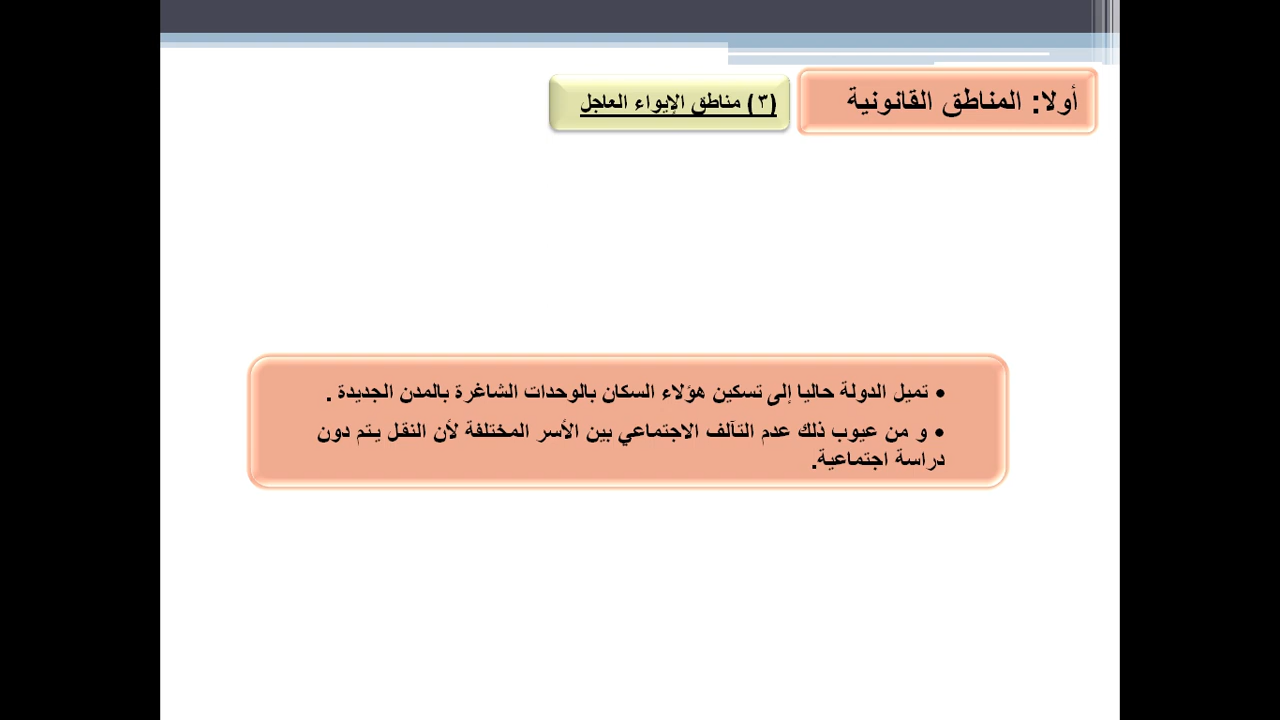 أولا: المناطق القانونية
(٣) مناطق الإيواء العاجل
• تميل الدولة حاليا إلى تسكين هؤلاء السكان بالوحدات الشاغرة بالمدن الجديدة .
• و من عيوب ذلك عدم التآلف الاجتماعي بين الأسر المختلفة لأن النقل يتم دون
دراسة اجتماعية.